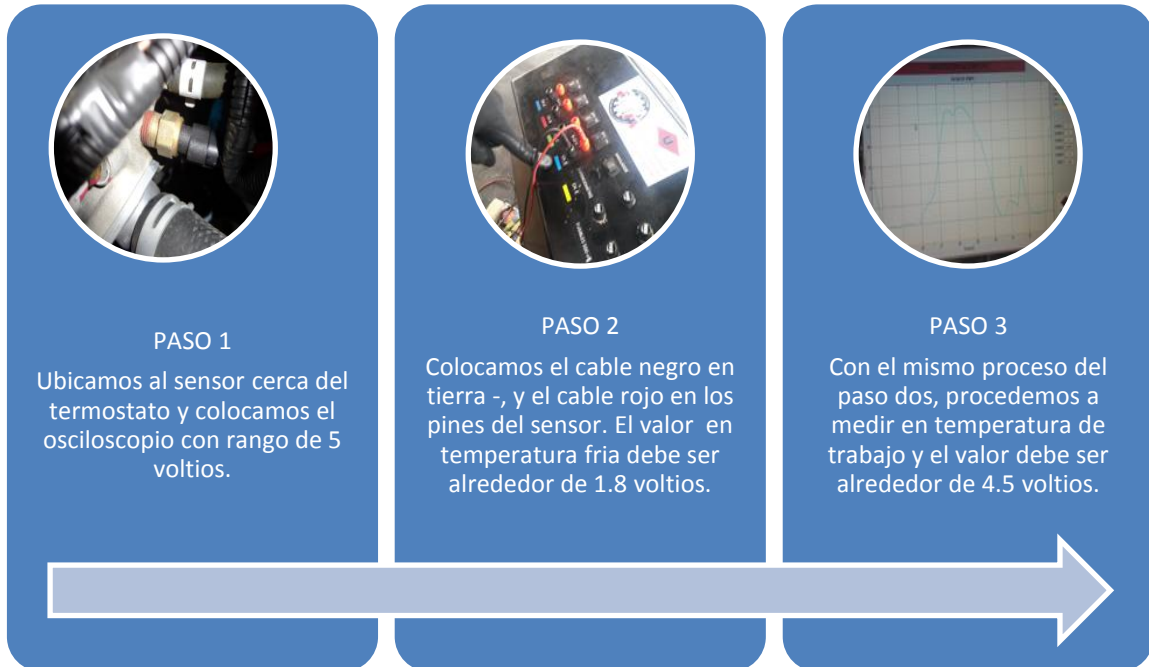 PASO 1
Ubicamos al sensor cerca del
termostato y colocamos el
osciloscopio con rango de 5
voltios.
PASO 2
Colocamos el cable negro en
tierra -, y el cable rojo en los
pines del sensor. El valor  en
temperatura fria debe ser
alrededor de 1.8 voltios.
PASO 3
Con el mismo proceso del
paso dos, procedemos a
medir en temperatura de
trabajo y el valor debe ser
alrededor de 4.5 voltios.